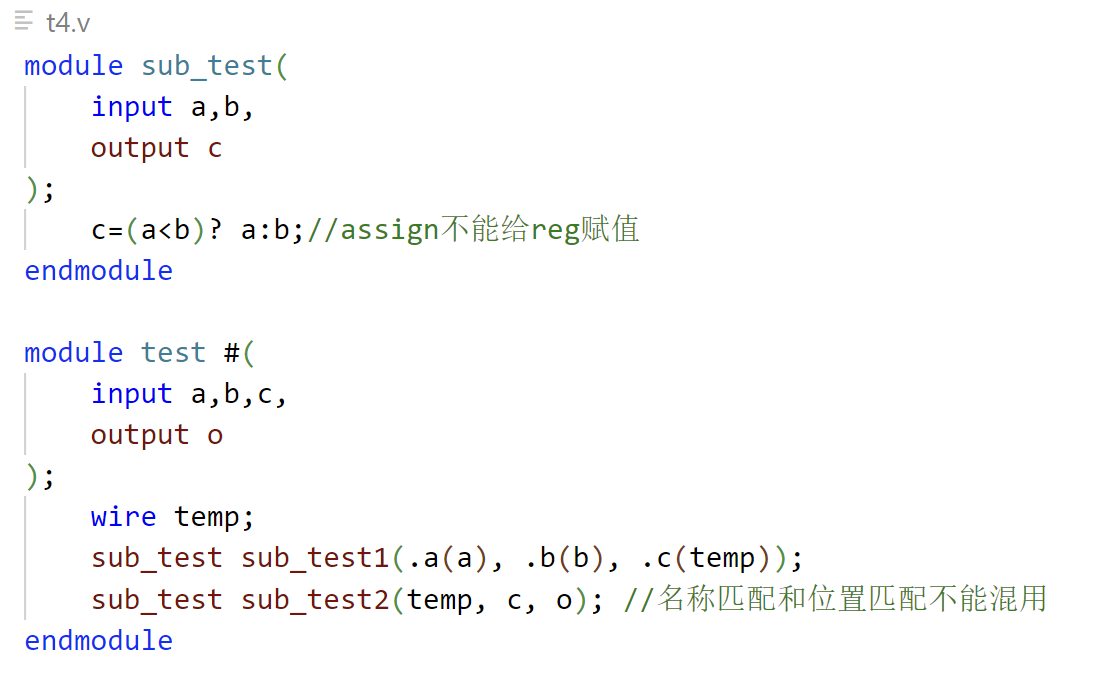 t4.v
module sub_test(
    input a,b,
    output c
);
    c=(a<b)? a:b;//assign不能给reg赋值
endmodule

module test #(
    input a,b,c,
    output o
);
    wire temp;
    sub_test sub_test1(.a(a), .b(b), .c(temp));
    sub_test sub_test2(temp, c, o); //名称匹配和位置匹配不能混用
endmodule